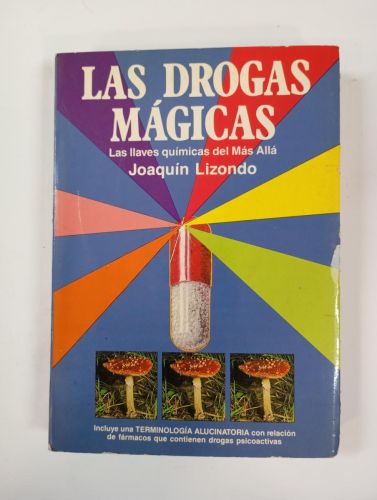 LAS DROGAS
MÁGICAS
Las llaves químicas del Más Allá
Joaquín Lizondo
Incluye una TERMINOLOGÍA ALUCINATORIA con relación
de fármacos que contienen drogas psicoactivas